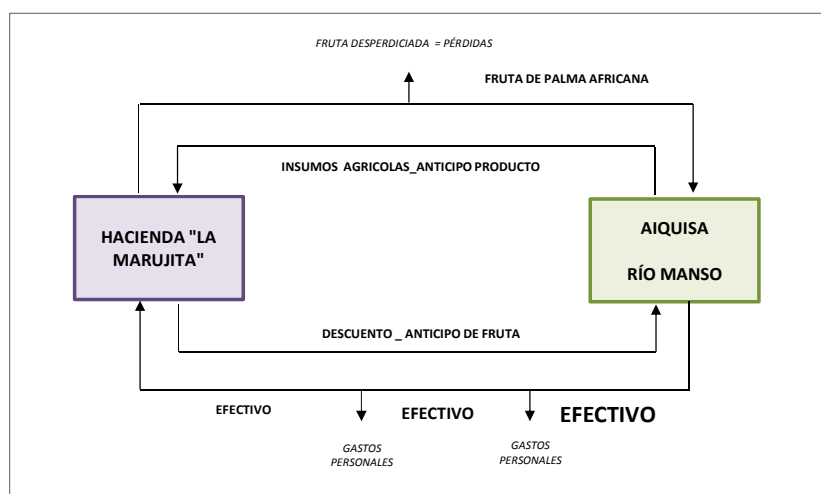 FRUTA DESPERDICIADA = PÉRDIDAS
FRUTA DE PALMA AFRICANA
INSUMOS AGRICOLAS_ANTICIPO PRODUCTO
HACIENDA "LA
MARUJITA"
AIQUISA
RÍO MANSO
DESCUENTO _ ANTICIPO DE FRUTA
EFECTIVO
EFECTIVO
EFECTIVO
GASTOS
PERSONALES
GASTOS
PERSONALES